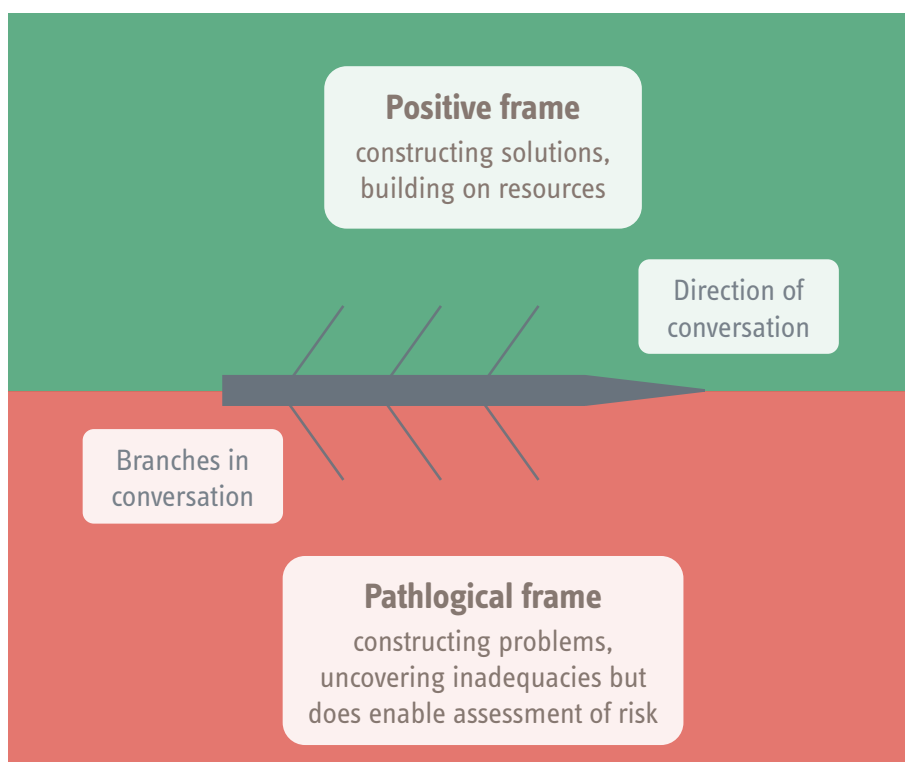 Positive frame
constructing solutions,
building on resources
Direction of
conversation
Branches in
conversation
Pathlogical frame
constructing problems,
uncovering inadequacies but
does enable assessment of risk